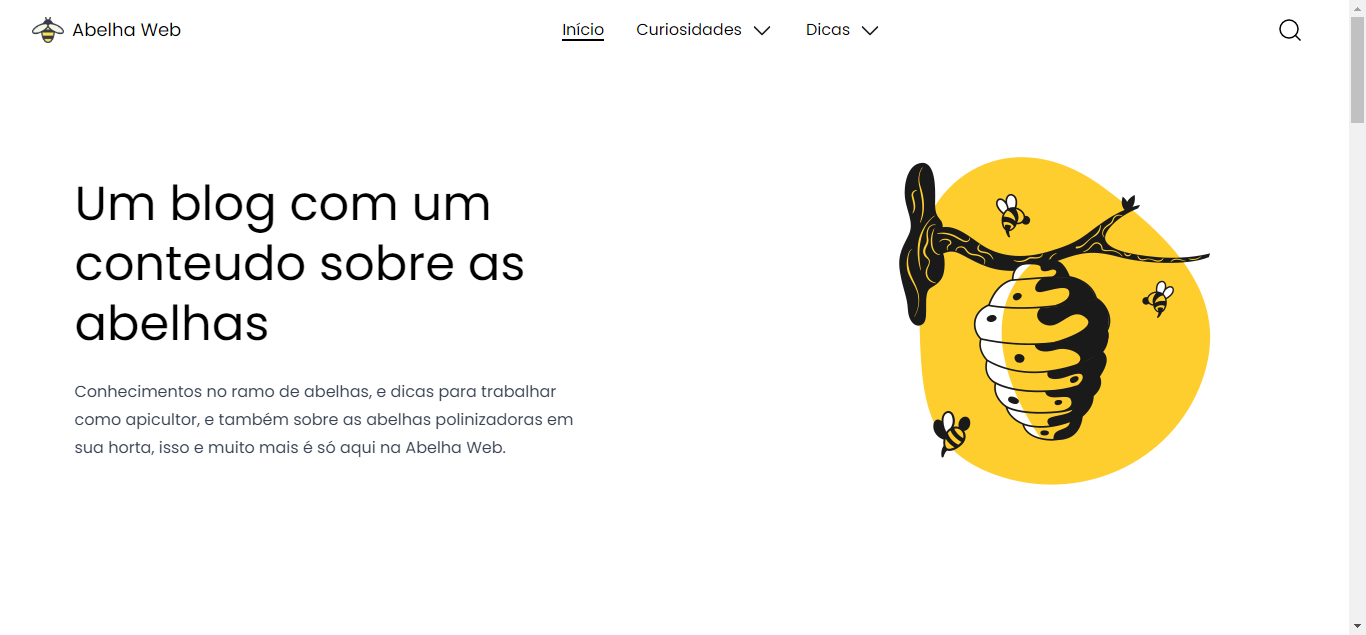 Abelha Web
Início
Curiosidades
Dicas
Um blog com um
conteudo sobre as
abelhas
Conhecimentos no ramo de abelhas, e dicas para trabalhar
como apicultor, e também sobre as abelhas polinizadoras em
sua horta, isso e muito mais é só aqui na Abelha Web.